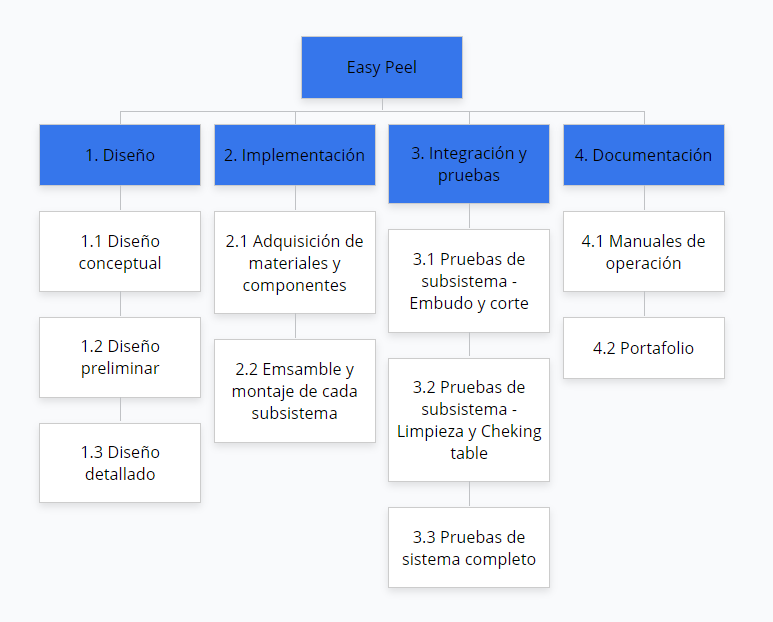 Easy Peel
1. Diseño
2. Implementación
3. Integración y
pruebas
4. Documentación
1.1 Diseño
conceptual
1.2 Diseño
preliminar
1.3 Diseño
detallado
2.1 Adquisición de
materiales y
componentes
2.2 Emsamble y
montaje de cada
subsistema
3.1 Pruebas de
subsistema -
Embudo y corte
3.2 Pruebas de
subsistema -
Limpieza y Cheking
table
3.3 Pruebas de
sistema completo
4.1 Manuales de
operación
4.2 Portafolio